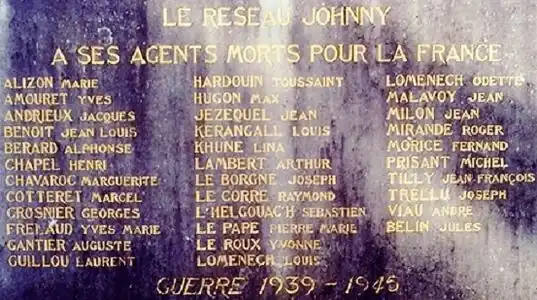 LE RESEAU JOHNNY
A SES AGENTS MORTS POUR LA FRANCE
ALIZON MARIE
AMOURET YVES
ANDRIEUX JACQUES
BENOIT JEAN LOUIS
BERARD ALPHONSE
CHAPEL HENRI
CHAVAROC MARGUERITE
COTTERET MARCEL
CROSNIER GEORGES
FRELAUD YVES MARIE
GANTIER AUGUSTE
GUILLOU LAURENT
HARDOUIN TOUSSAINT
HUGON MAX
JEZEQUEL JEAN
KERANGALL LOUIS
KHUNE LINA
LAMBERT ARTHUR
LE BORGNE JOSEPH
LE CORRE RAYMOND
L'HELGOUAC'H SEBASTIEN
LE PAPE PIERRE MARIE
LE ROUX YVONNE
LOMENECH LOUIS
LOMENECH ODETTE
MALAVOY JEAN
MILON JEAN
MIRANDE ROGER
MORICE FERNAND
PRISANT MICHEL
TILLY JEAN FRANÇOIS
TRELLU JOSEPH
VIAU ANDRE
BELIN JULES
GUERRE 1939 - 1945